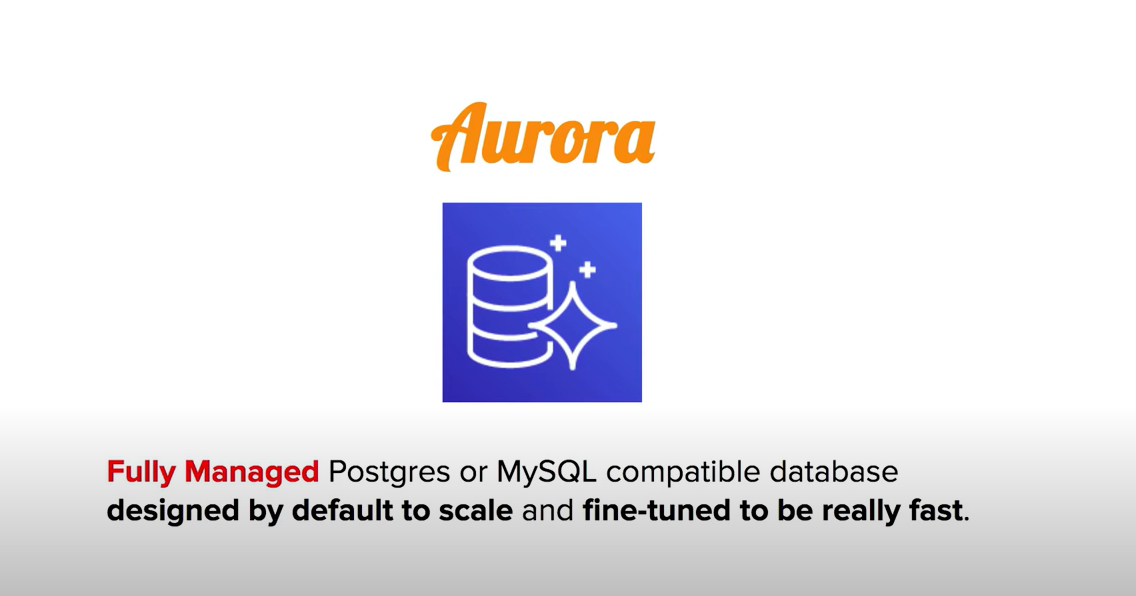 Aurora
Fully Managed Postgres or MySQL compatible database
designed by default to scale and fine-tuned to be really fast.